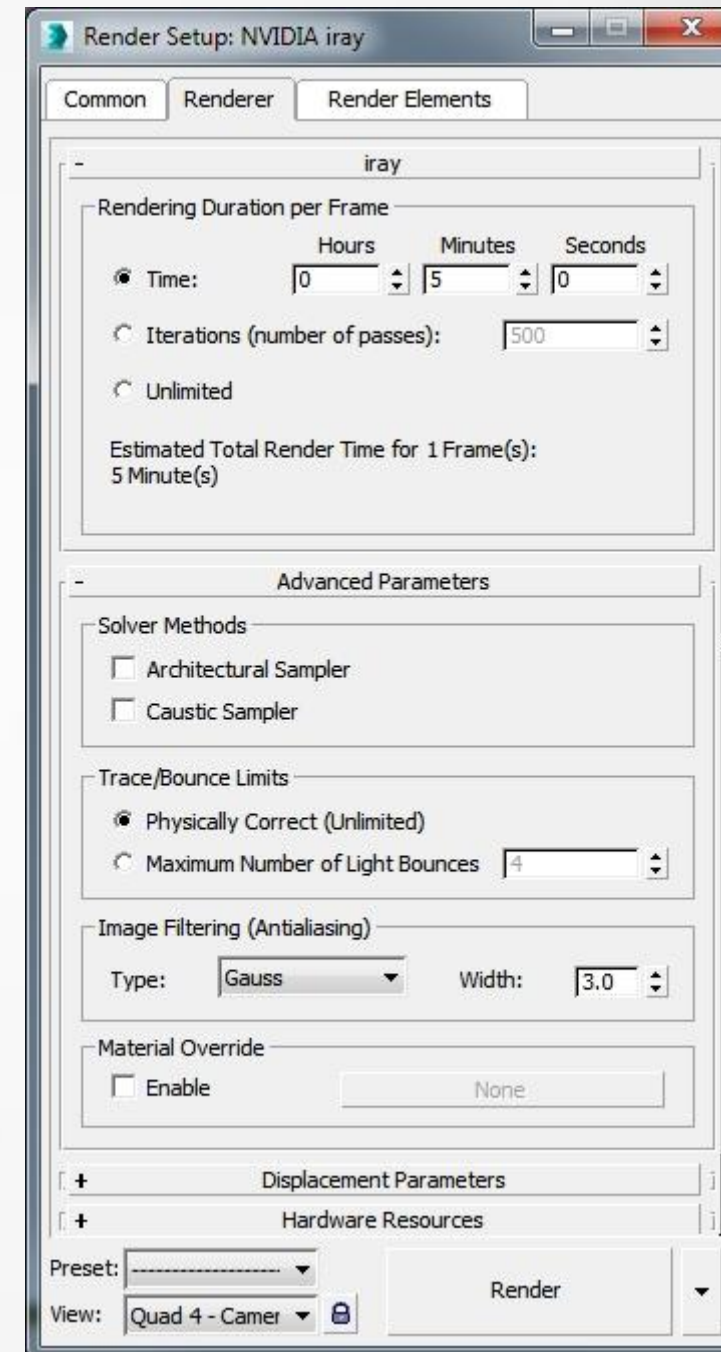 Render Setup: NVIDIA iray
Common Renderer Render Elements
- iray
Rendering Duration per Frame
Hours Minutes Seconds
Time: 0 5 0
Iterations (number of passes): 500
Unlimited
Estimated Total Render Time for 1 Frame(s):
5 Minute(s)
- Advanced Parameters
Solver Methods
Architectural Sampler
Caustic Sampler
Trace/Bounce Limits
Physically Correct (Unlimited)
Maximum Number of Light Bounces 4
Image Filtering (Antialiasing)
Type: Gauss Width: 3.0
Material Override
Enable None
+ Displacement Parameters
+ Hardware Resources
Preset: --------------------
Render
View: Quad 4 - Camer